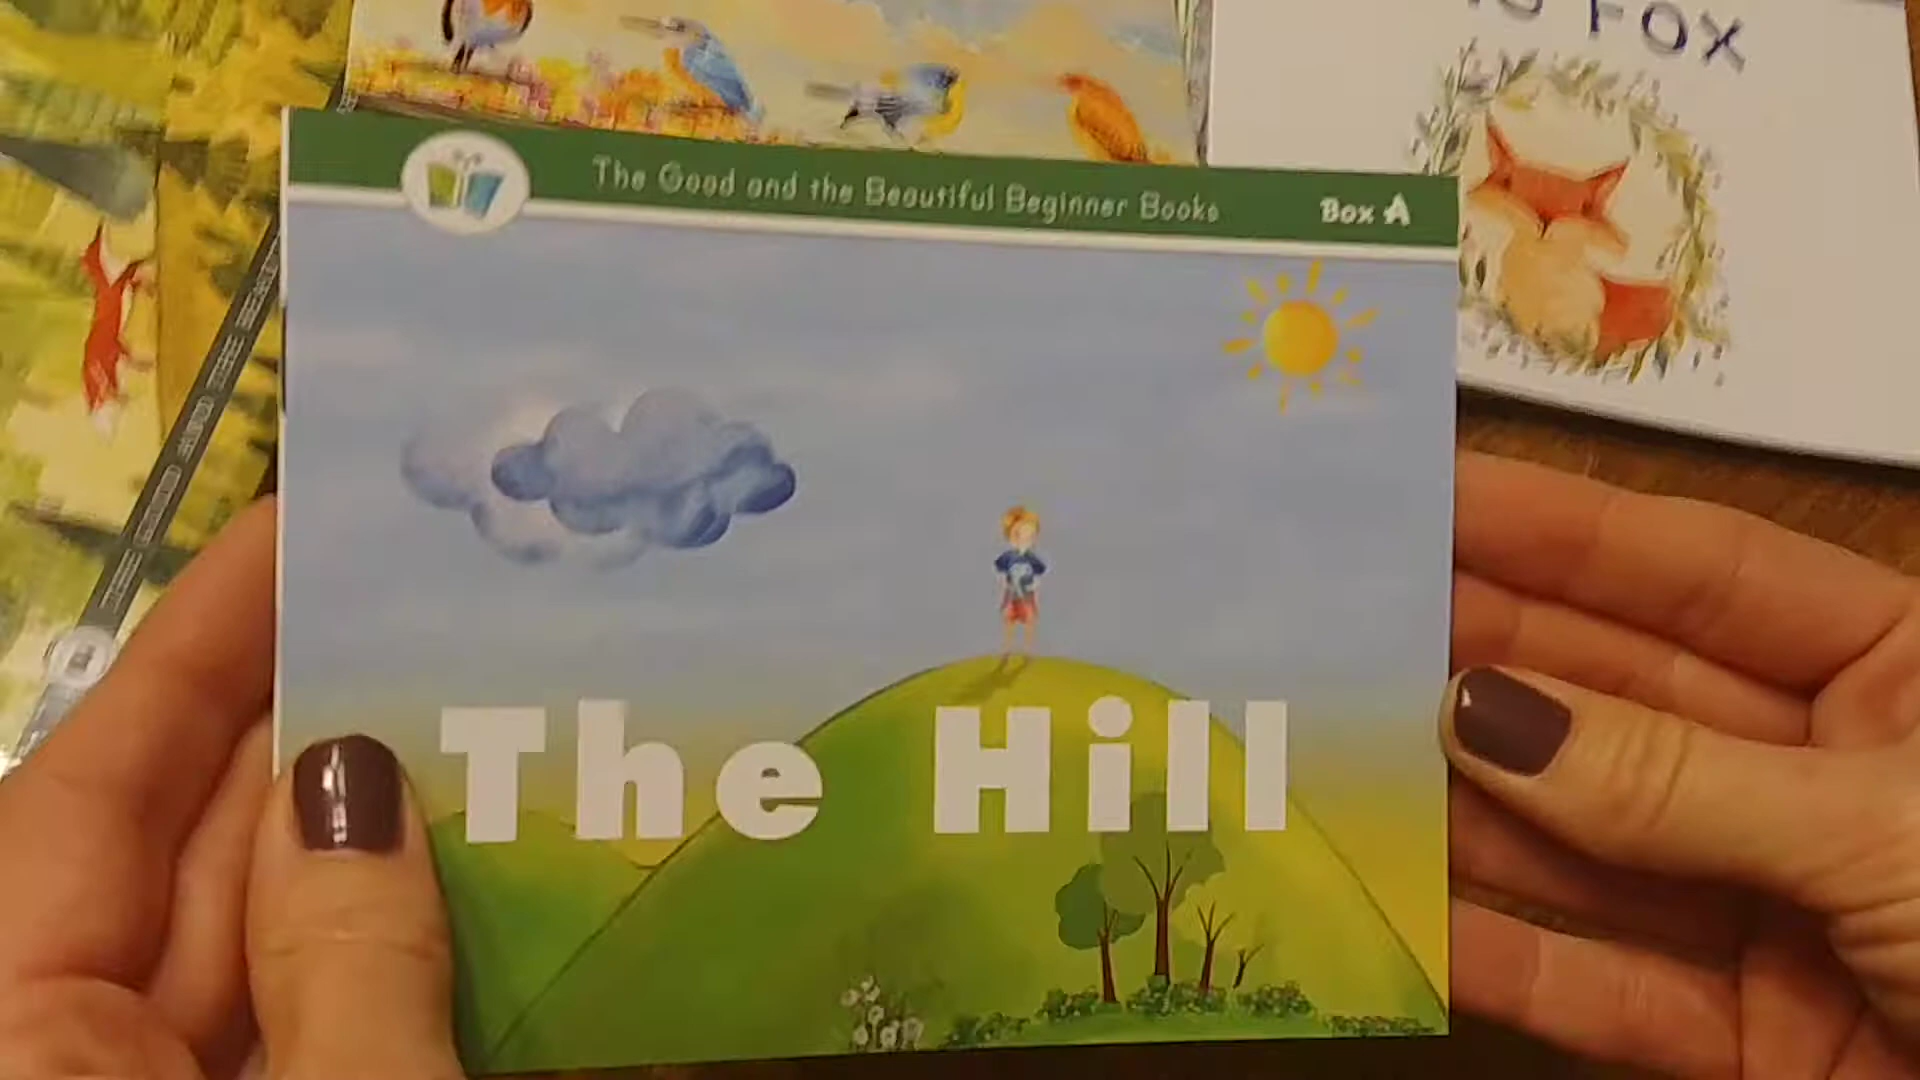 FOX
The Good and the Beautiful Beginner Books
Box A
The Hill